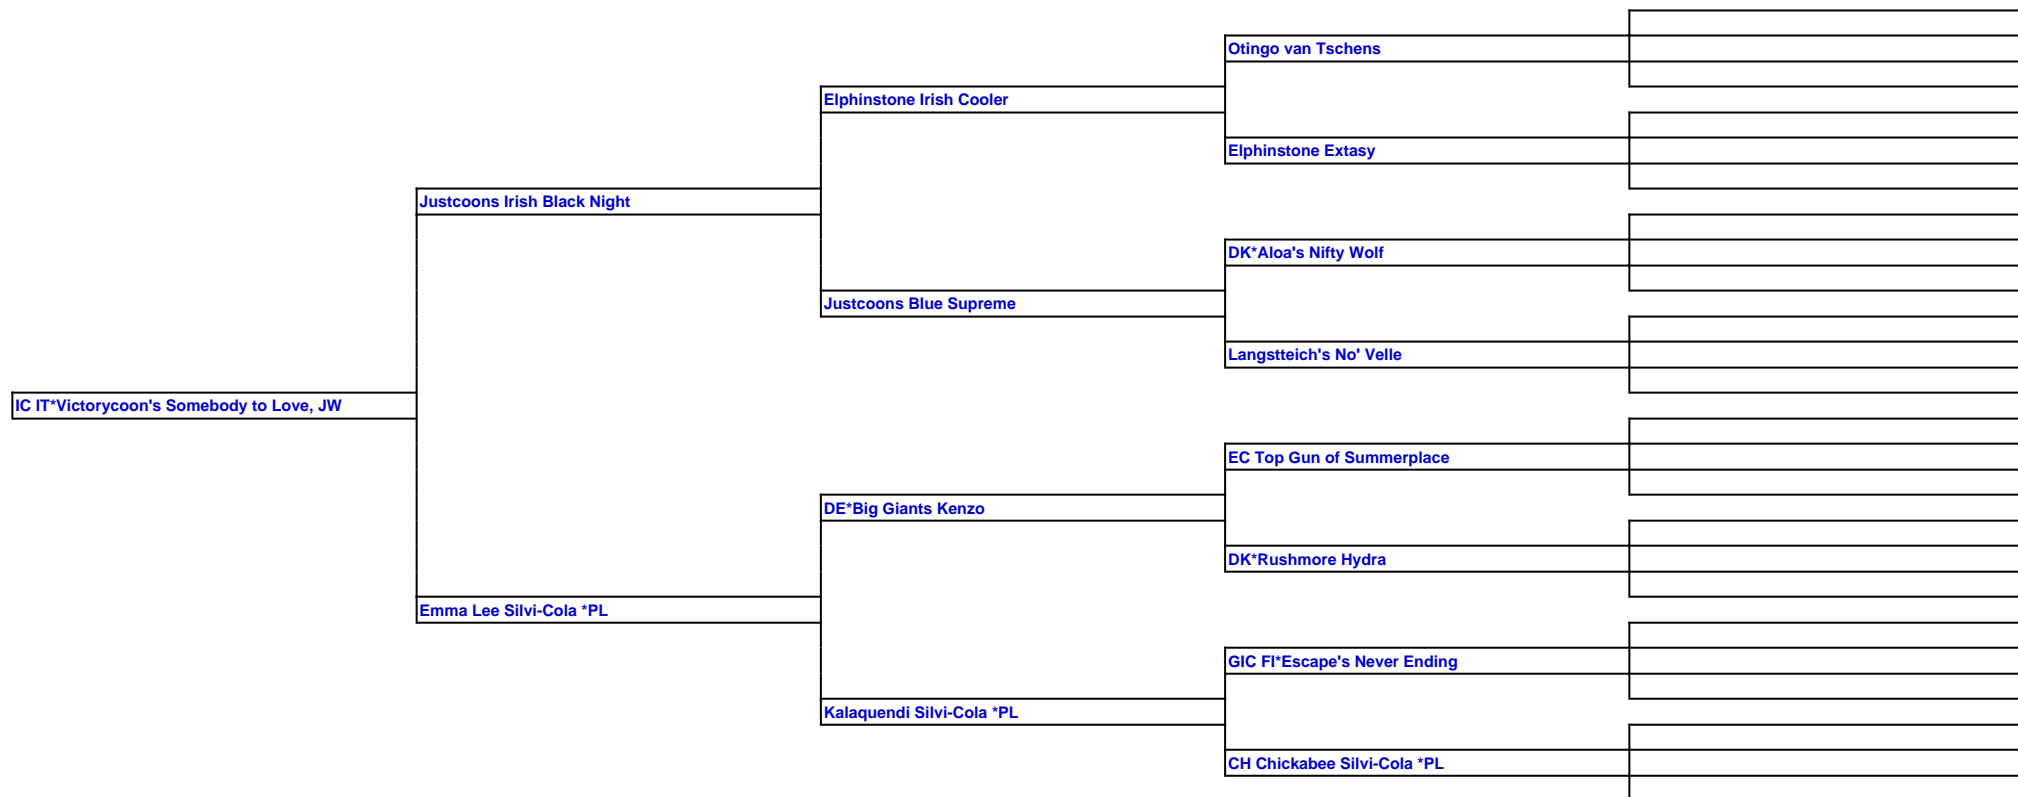 Otingo van Tschens
Elphinstone Irish Cooler
Elphinstone Extasy
Justcoons Irish Black Night
DK*Aloa's Nifty Wolf
Justcoons Blue Supreme
Langstteich's No' Velle
IC IT*Victorycoon's Somebody to Love, JW
EC Top Gun of Summerplace
DE*Big Giants Kenzo
DK*Rushmore Hydra
Emma Lee Silvi-Cola *PL
GIC FI*Escape's Never Ending
Kalaquendi Silvi-Cola *PL
CH Chickabee Silvi-Cola *PL